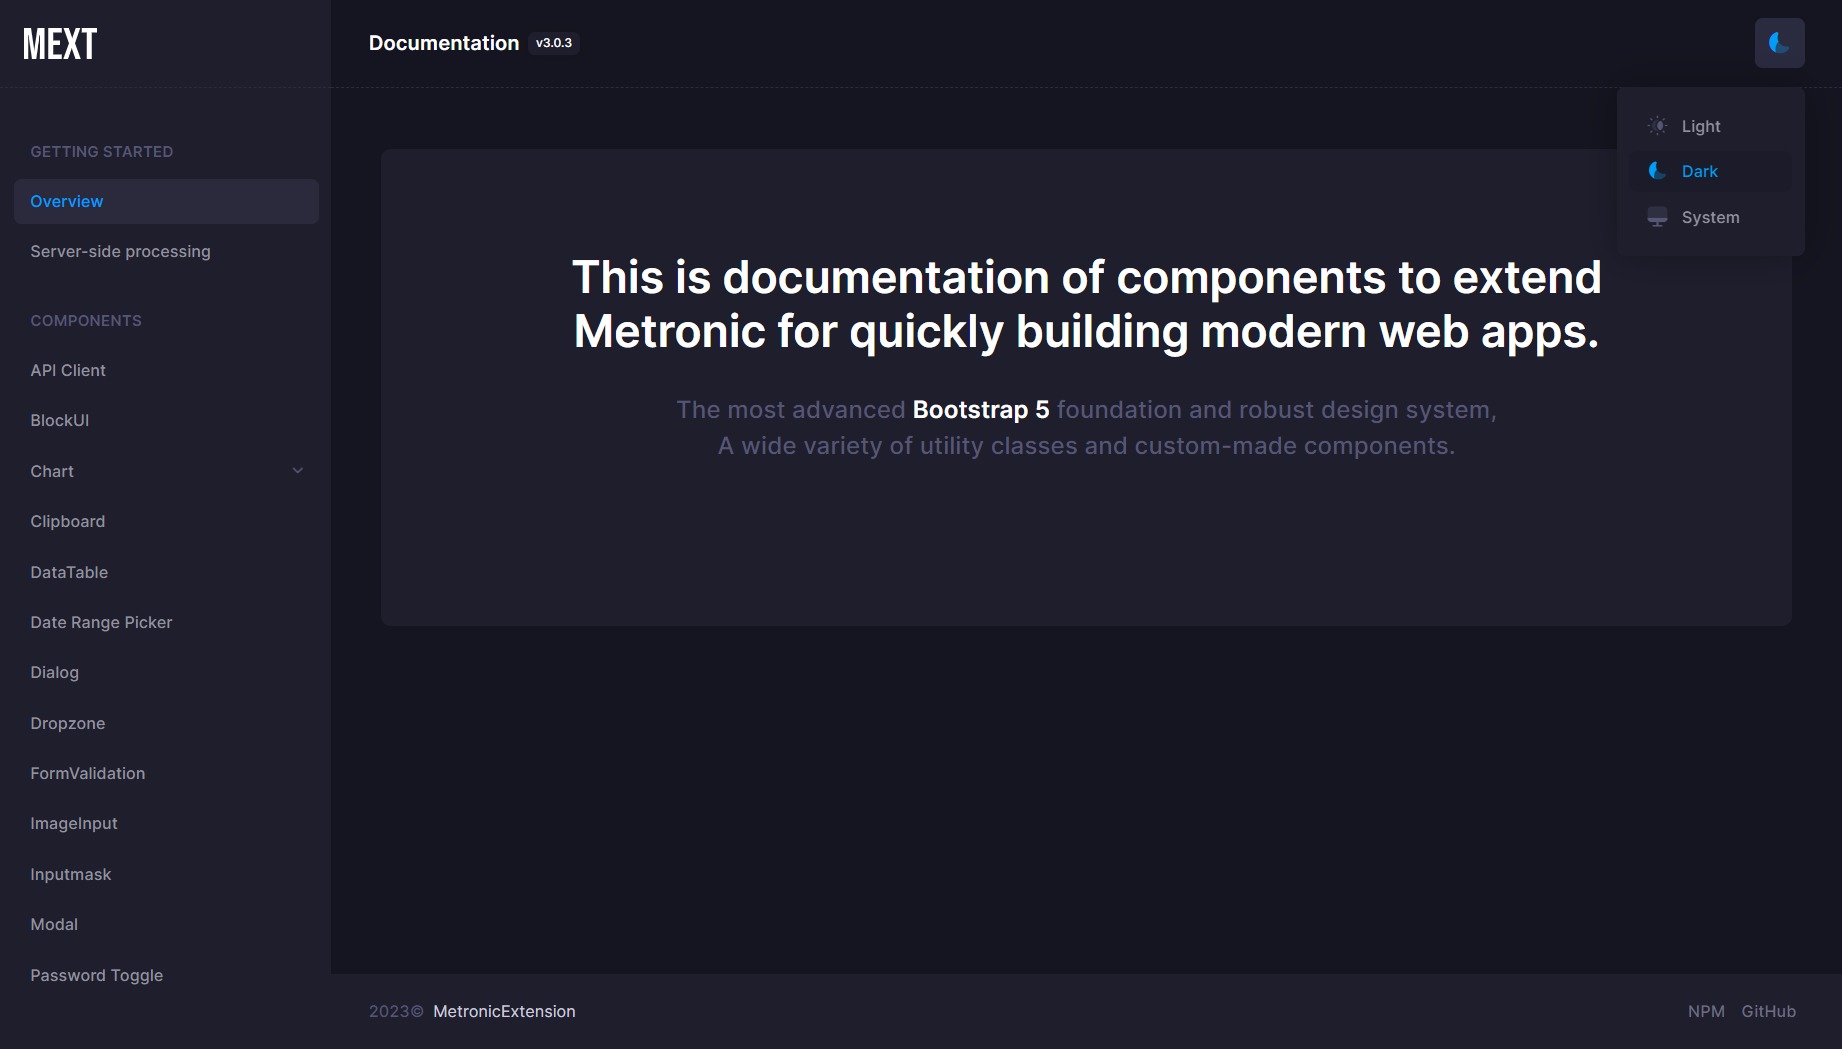 MEXT
Documentation v3.0.3
Light
Dark
System
GETTING STARTED
Overview
Server-side processing
COMPONENTS
API Client
BlockUI
Chart
Clipboard
DataTable
Date Range Picker
Dialog
Dropzone
FormValidation
ImageInput
Inputmask
Modal
Password Toggle
This is documentation of components to extend
Metronic for quickly building modern web apps.
The most advanced Bootstrap 5 foundation and robust design system,
A wide variety of utility classes and custom-made components.
2023© MetronicExtension
NPM GitHub